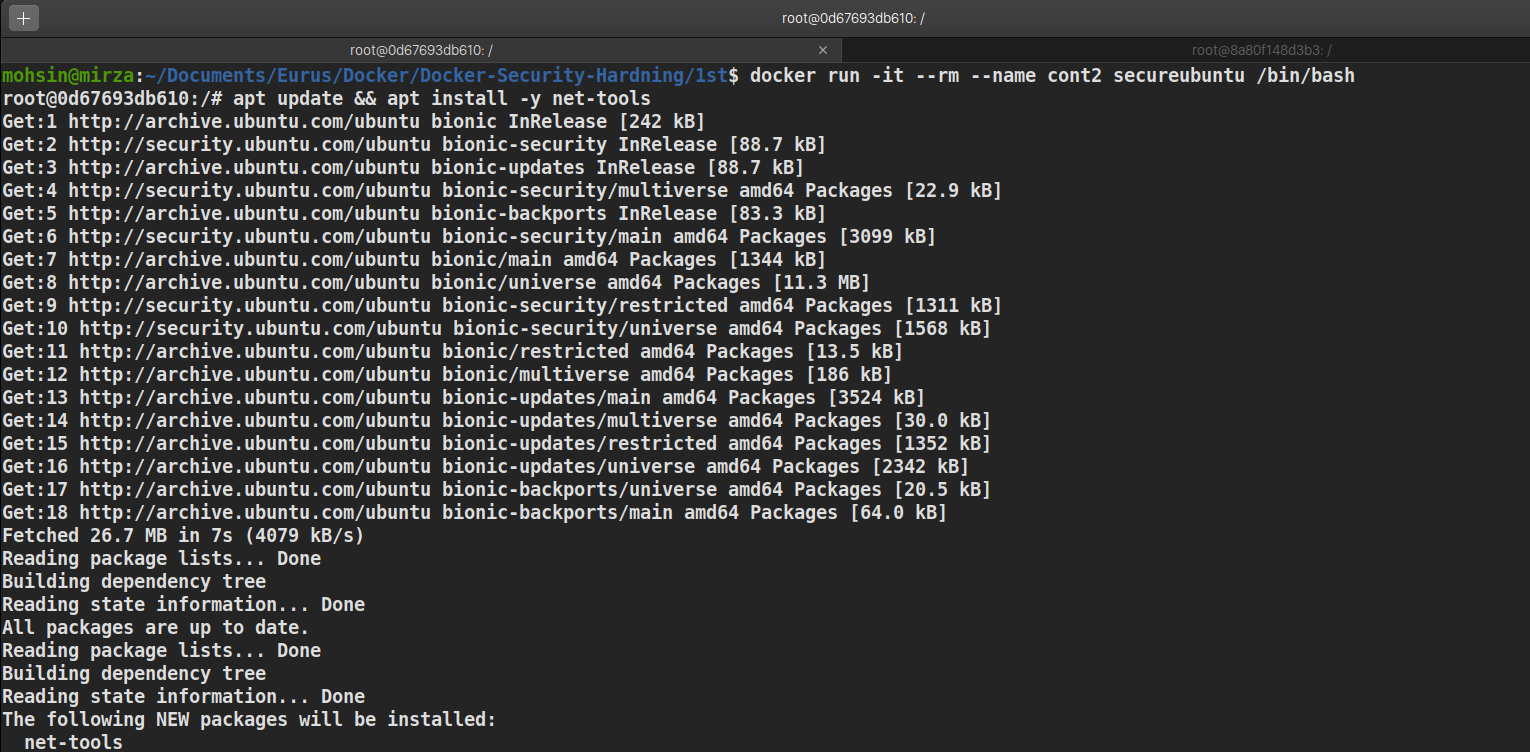 root@0d67693db610: /
root@0d67693db610: /
root@8a80f148d3b3: /
mohsin@mirza:~/Documents/Eurus/Docker/Docker-Security-Hardning/1st$ docker run -it --rm --name cont2 secureubuntu /bin/bash
root@0d67693db610:/# apt update && apt install -y net-tools
Get:1 http://archive.ubuntu.com/ubuntu bionic InRelease [242 kB]
Get:2 http://security.ubuntu.com/ubuntu bionic-security InRelease [88.7 kB]
Get:3 http://archive.ubuntu.com/ubuntu bionic-updates InRelease [88.7 kB]
Get:4 http://security.ubuntu.com/ubuntu bionic-security/multiverse amd64 Packages [22.9 kB]
Get:5 http://archive.ubuntu.com/ubuntu bionic-backports InRelease [83.3 kB]
Get:6 http://security.ubuntu.com/ubuntu bionic-security/main amd64 Packages [3099 kB]
Get:7 http://archive.ubuntu.com/ubuntu bionic/main amd64 Packages [1344 kB]
Get:8 http://archive.ubuntu.com/ubuntu bionic/universe amd64 Packages [11.3 MB]
Get:9 http://security.ubuntu.com/ubuntu bionic-security/restricted amd64 Packages [1311 kB]
Get:10 http://security.ubuntu.com/ubuntu bionic-security/universe amd64 Packages [1568 kB]
Get:11 http://archive.ubuntu.com/ubuntu bionic/restricted amd64 Packages [13.5 kB]
Get:12 http://archive.ubuntu.com/ubuntu bionic/multiverse amd64 Packages [186 kB]
Get:13 http://archive.ubuntu.com/ubuntu bionic-updates/main amd64 Packages [3524 kB]
Get:14 http://archive.ubuntu.com/ubuntu bionic-updates/multiverse amd64 Packages [30.0 kB]
Get:15 http://archive.ubuntu.com/ubuntu bionic-updates/restricted amd64 Packages [1352 kB]
Get:16 http://archive.ubuntu.com/ubuntu bionic-updates/universe amd64 Packages [2342 kB]
Get:17 http://archive.ubuntu.com/ubuntu bionic-backports/universe amd64 Packages [20.5 kB]
Get:18 http://archive.ubuntu.com/ubuntu bionic-backports/main amd64 Packages [64.0 kB]
Fetched 26.7 MB in 7s (4079 kB/s)
Reading package lists... Done
Building dependency tree
Reading state information... Done
All packages are up to date.
Reading package lists... Done
Building dependency tree
Reading state information... Done
The following NEW packages will be installed:
  net-tools